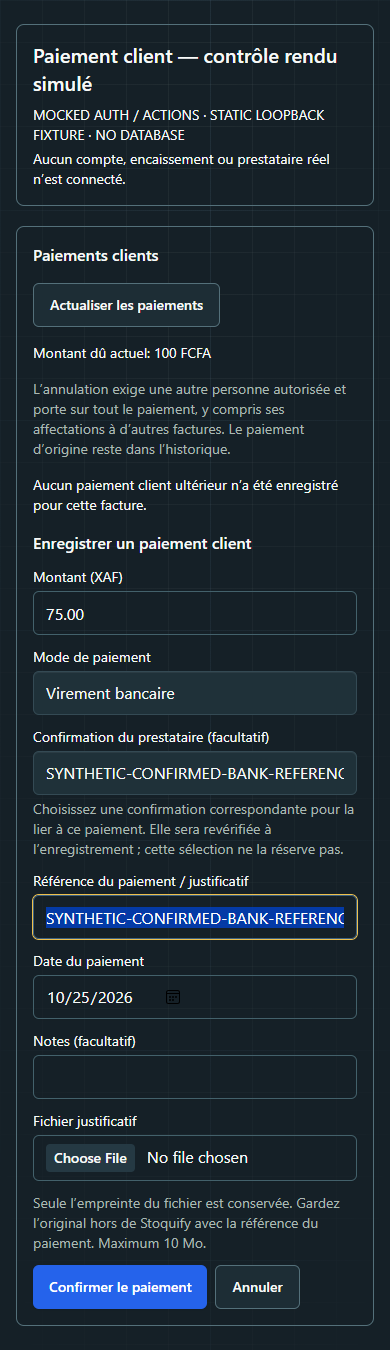 Paiement client — contrôle rendu
simulé
MOCKED AUTH / ACTIONS · STATIC LOOPBACK
FIXTURE · NO DATABASE
Aucun compte, encaissement ou prestataire réel
n’est connecté.
Paiements clients
Actualiser les paiements
Montant dû actuel: 100 FCFA
L’annulation exige une autre personne autorisée et
porte sur tout le paiement, y compris ses
affectations à d’autres factures. Le paiement
d’origine reste dans l’historique.
Aucun paiement client ultérieur n’a été enregistré
pour cette facture.
Enregistrer un paiement client
Montant (XAF)
75.00
Mode de paiement
Virement bancaire
Confirmation du prestataire (facultatif)
SYNTHETIC-CONFIRMED-BANK-REFERENC
Choisissez une confirmation correspondante pour la
lier à ce paiement. Elle sera revérifiée à
l’enregistrement ; cette sélection ne la réserve pas.
Référence du paiement / justificatif
SYNTHETIC-CONFIRMED-BANK-REFERENC
Date du paiement
10/25/2026
Notes (facultatif)
Fichier justificatif
Choose File No file chosen
Seule l’empreinte du fichier est conservée. Gardez
l’original hors de Stoquify avec la référence du
paiement. Maximum 10 Mo.
Confirmer le paiement
Annuler